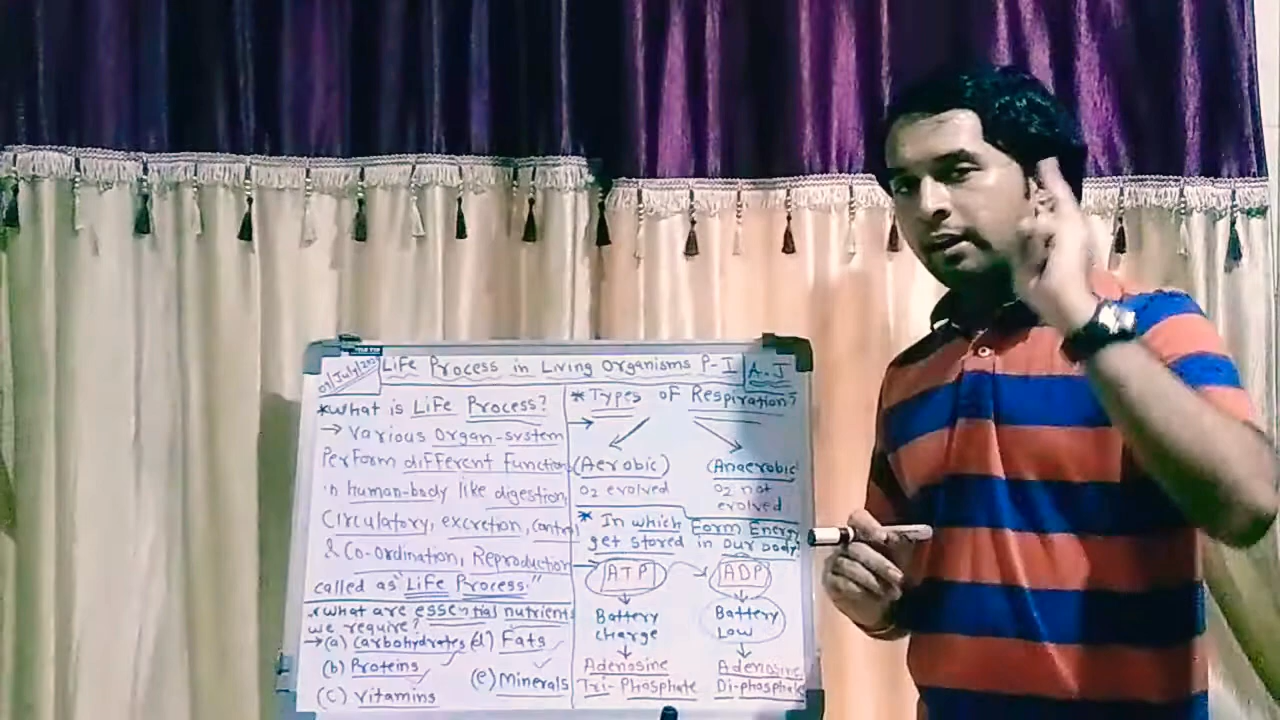 01/July/20
Life Process in Living Organisms P-I
A.J
*What is Life Process?
→ Various Organ-system
Perform different function
in human-body like digestion,
Circulatory, excretion, control
& Co-ordination, Reproduction
called as "Life Process."
*What are essential nutrients
we require?
→(a) Carbohydrates (d) Fats
(b) Proteins
(e) Minerals
(c) Vitamins
* Types of Respiration?
→
(Aerobic) (Anaerobic)
O2 evolved O2 not
evolved
* In which Form Energy
get stored in our body?
→ ATP → ADP
Battery charge
Battery Low
Adenosine Tri-Phosphate
Adenosine Di-phosphate